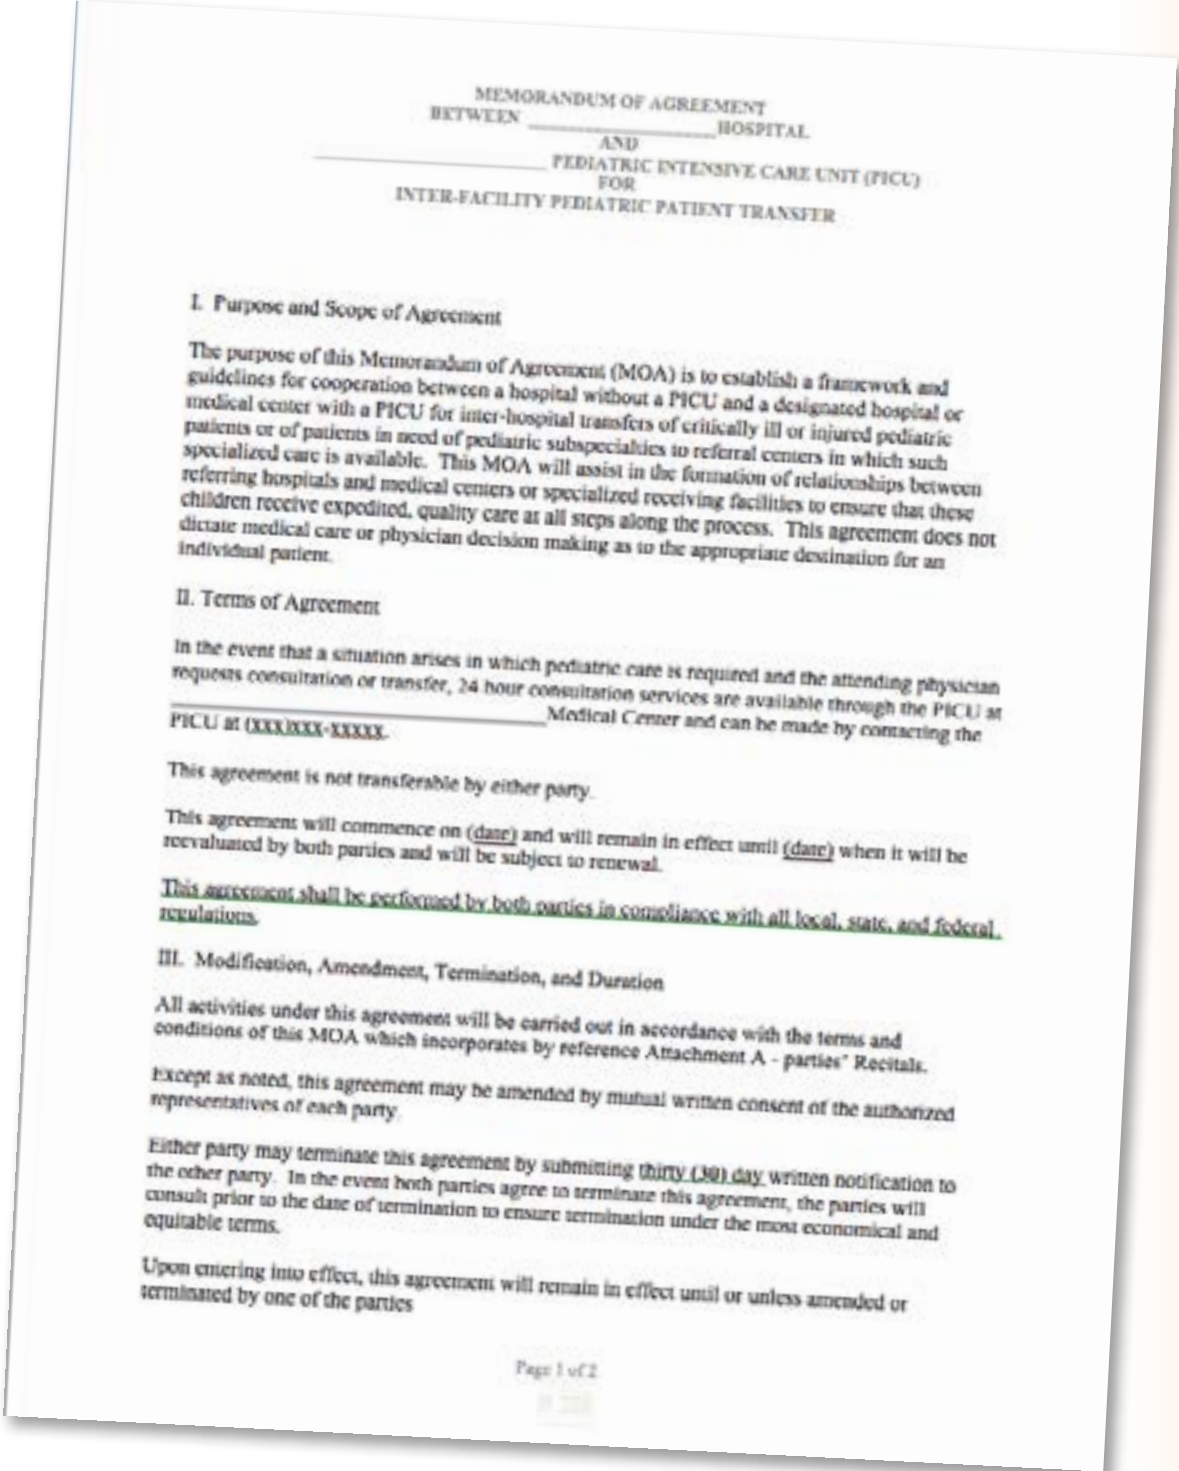 MEMORANDUM OF AGREEMENT
BETWEEN ____________________HOSPITAL
AND
_________________________ PEDIATRIC INTENSIVE CARE UNIT (PICU)
FOR
INTER-FACILITY PEDIATRIC PATIENT TRANSFER
I. Purpose and Scope of Agreement
The purpose of this Memorandum of Agreement (MOA) is to establish a framework and
guidelines for cooperation between a hospital without a PICU and a designated hospital or
medical center with a PICU for inter-hospital transfers of critically ill or injured pediatric
patients or of patients in need of pediatric subspecialties to referral centers in which such
specialized care is available. This MOA will assist in the formation of relationships between
referring hospitals and medical centers or specialized receiving facilities to ensure that these
children receive expedited, quality care at all steps along the process. This agreement does not
dictate medical care or physician decision making as to the appropriate destination for an
individual patient.
II. Terms of Agreement
In the event that a situation arises in which pediatric care is required and the attending physician
requests consultation or transfer, 24 hour consultation services are available through the PICU at
________________________________________Medical Center and can be made by contacting the
PICU at (xxx)xxx-xxxxx.
This agreement is not transferable by either party.
This agreement will commence on (date) and will remain in effect until (date) when it will be
reevaluated by both parties and will be subject to renewal.
This agreement shall be performed by both parties in compliance with all local, state, and federal
regulations.
III. Modification, Amendment, Termination, and Duration
All activities under this agreement will be carried out in accordance with the terms and
conditions of this MOA which incorporates by reference Attachment A - parties' Recitals.
Except as noted, this agreement may be amended by mutual written consent of the authorized
representatives of each party.
Either party may terminate this agreement by submitting thirty (30) day written notification to
the other party. In the event both parties agree to terminate this agreement, the parties will
consult prior to the date of termination to ensure termination under the most economical and
equitable terms.
Upon entering into effect, this agreement will remain in effect until or unless amended or
terminated by one of the parties
Page 1 of 2